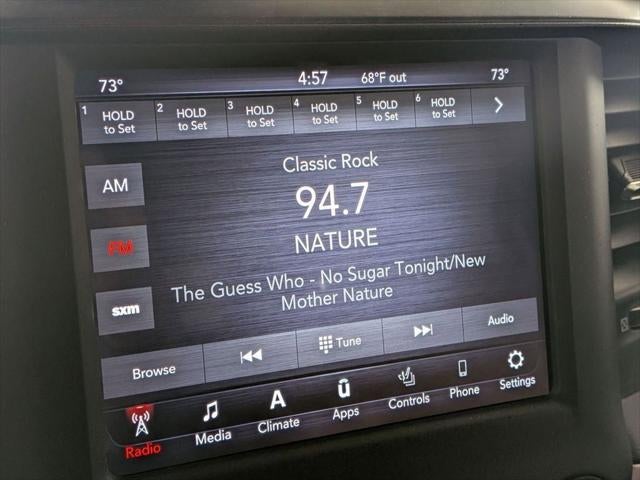 73° 4:57 68°F out 73°
1 HOLD to Set 2 HOLD to Set 3 HOLD to Set 4 HOLD to Set 5 HOLD to Set 6 HOLD to Set
Classic Rock
AM
94.7
FM
NATURE
The Guess Who - No Sugar Tonight/New
Mother Nature
sxm
Browse Tune Audio
Radio Media Climate Apps Controls Phone Settings